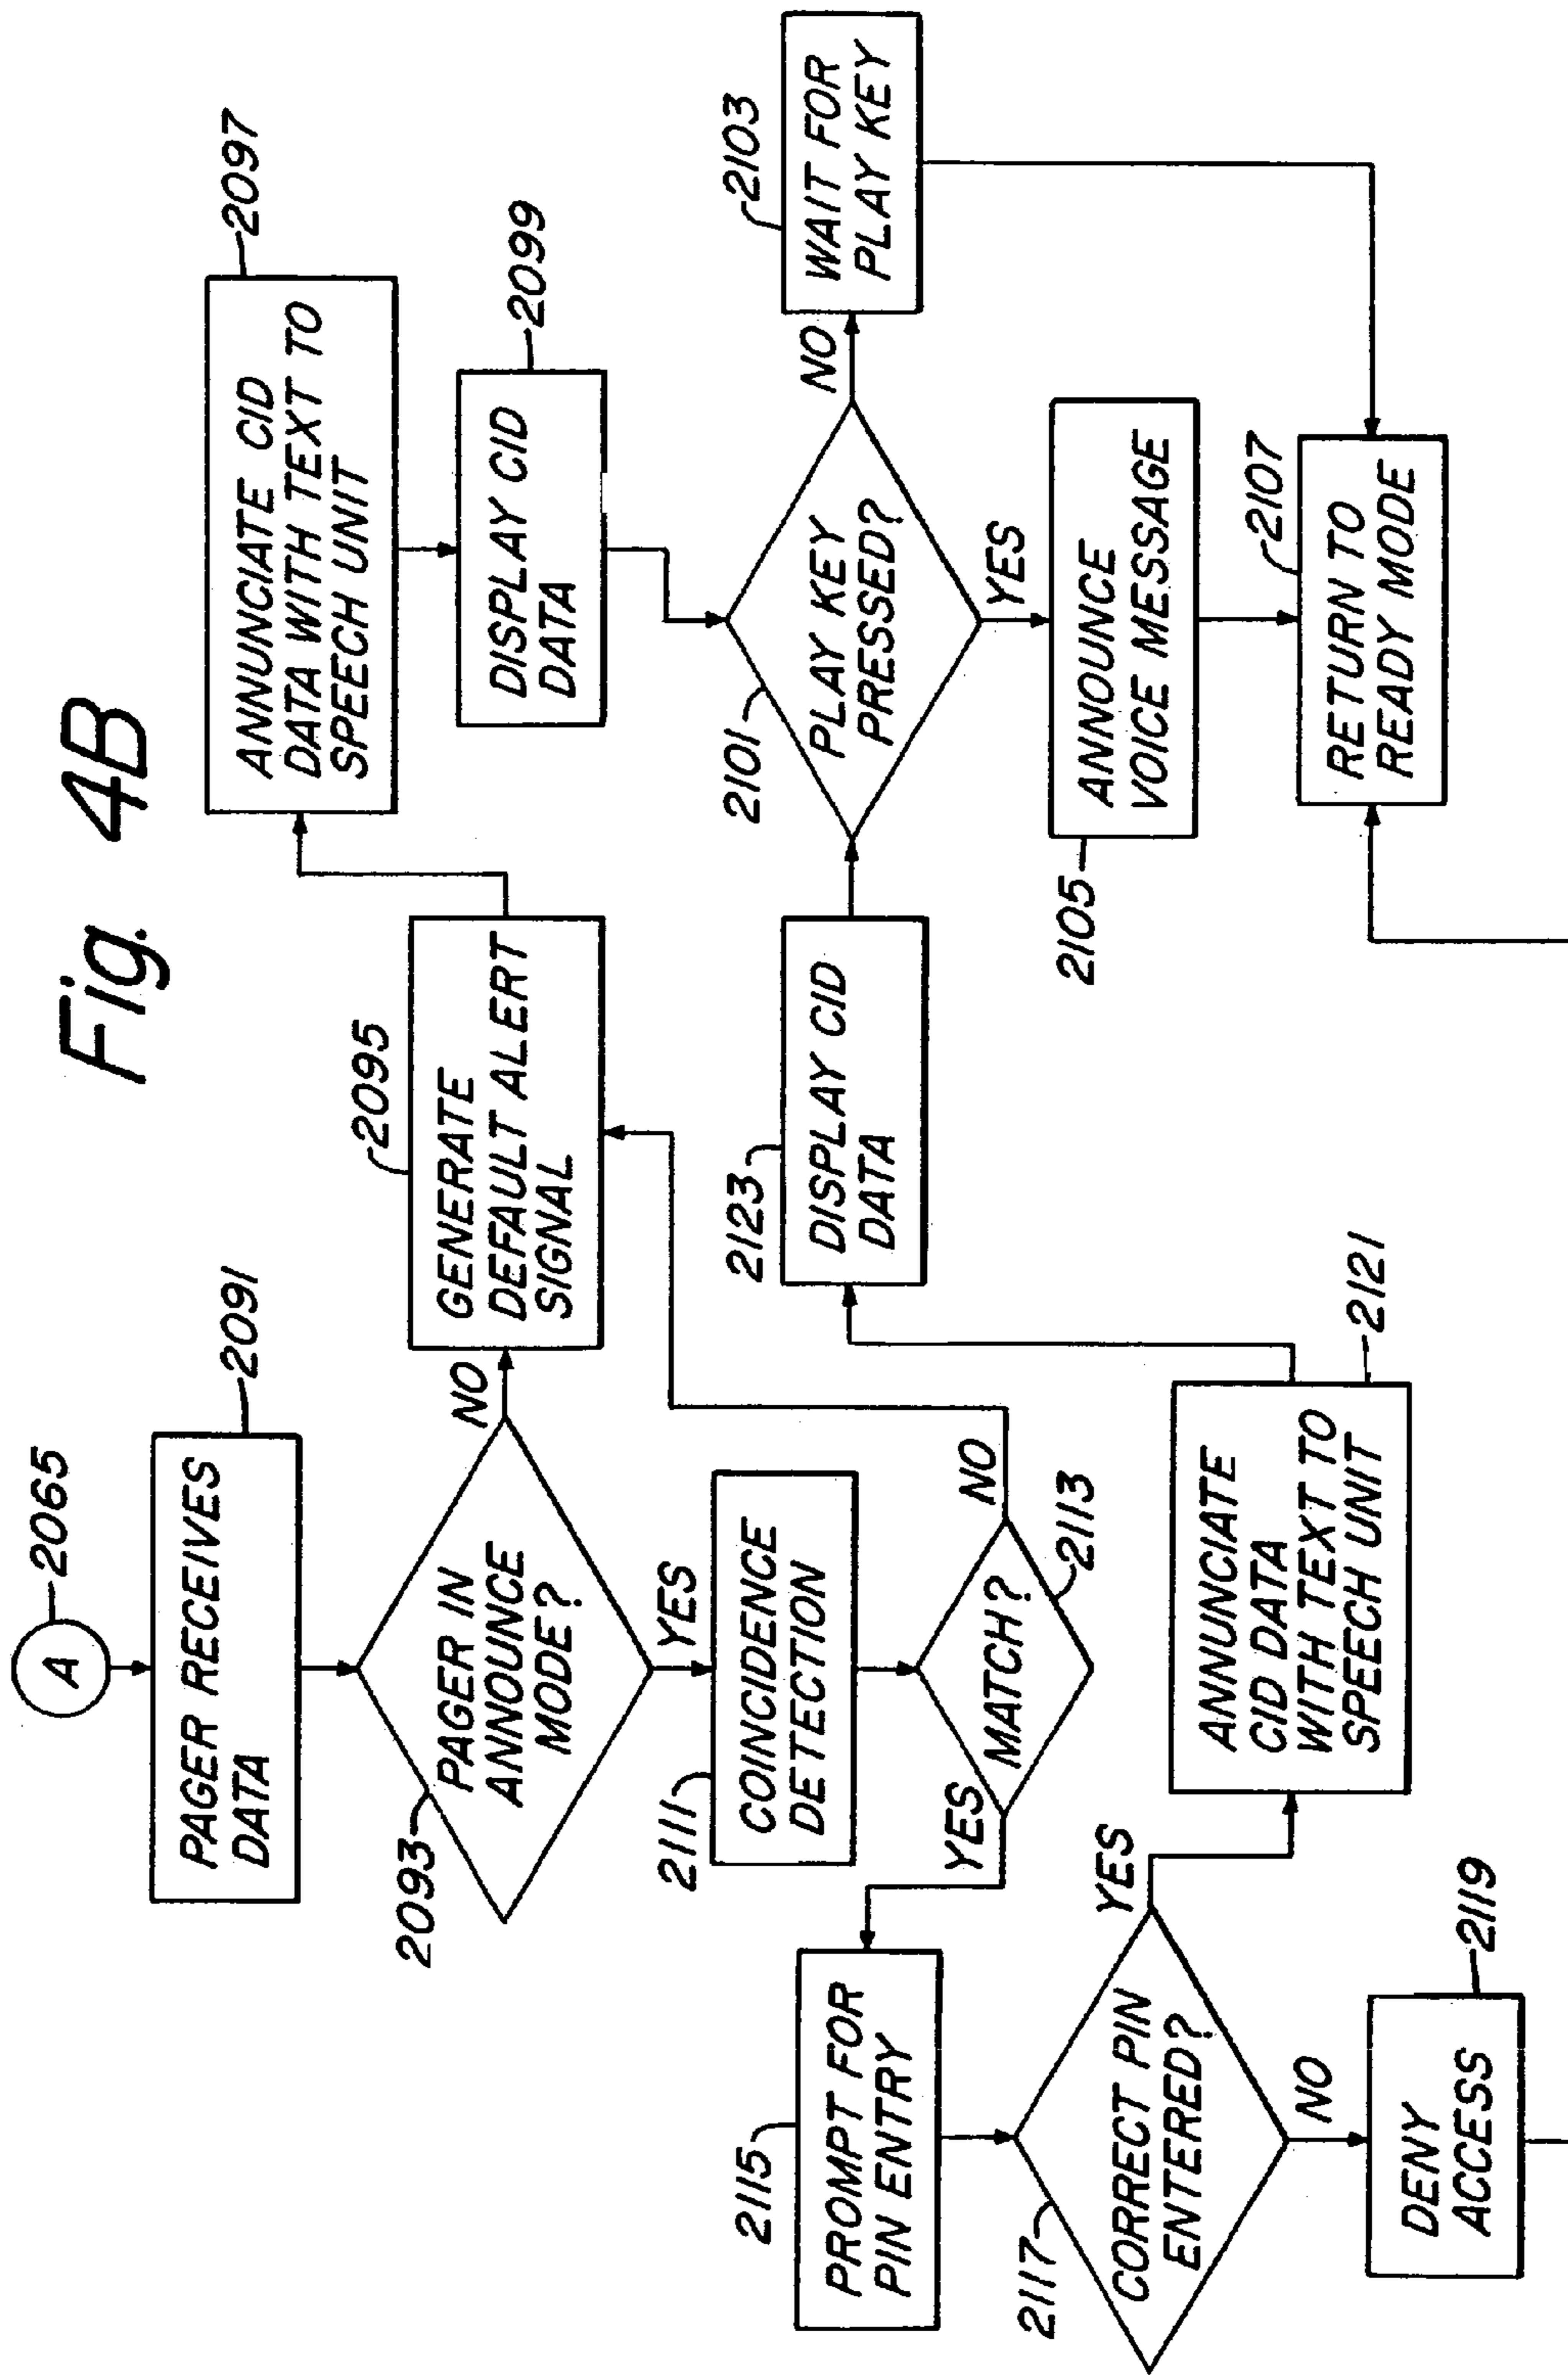 Fig. 4B
A
2065
PAGER RECEIVES
DATA
2091
PAGER IN
ANNOUNCE
MODE?
2093
NO
YES
GENERATE
DEFAULT ALERT
SIGNAL
2095
ANNUNCIATE CID
DATA WITH TEXT TO
SPEECH UNIT
2097
DISPLAY CID
DATA
2099
COINCIDENCE
DETECTION
2111
MATCH?
2113
NO
YES
PROMPT FOR
PIN ENTRY
2115
CORRECT PIN
ENTERED?
2117
YES
NO
DENY
ACCESS
2119
ANNUNCIATE
CID DATA
WITH TEXT TO
SPEECH UNIT
2121
DISPLAY CID
DATA
2123
PLAY KEY
PRESSED?
2101
NO
YES
WAIT FOR
PLAY KEY
2103
ANNOUNCE
VOICE MESSAGE
2105
RETURN TO
READY MODE
2107